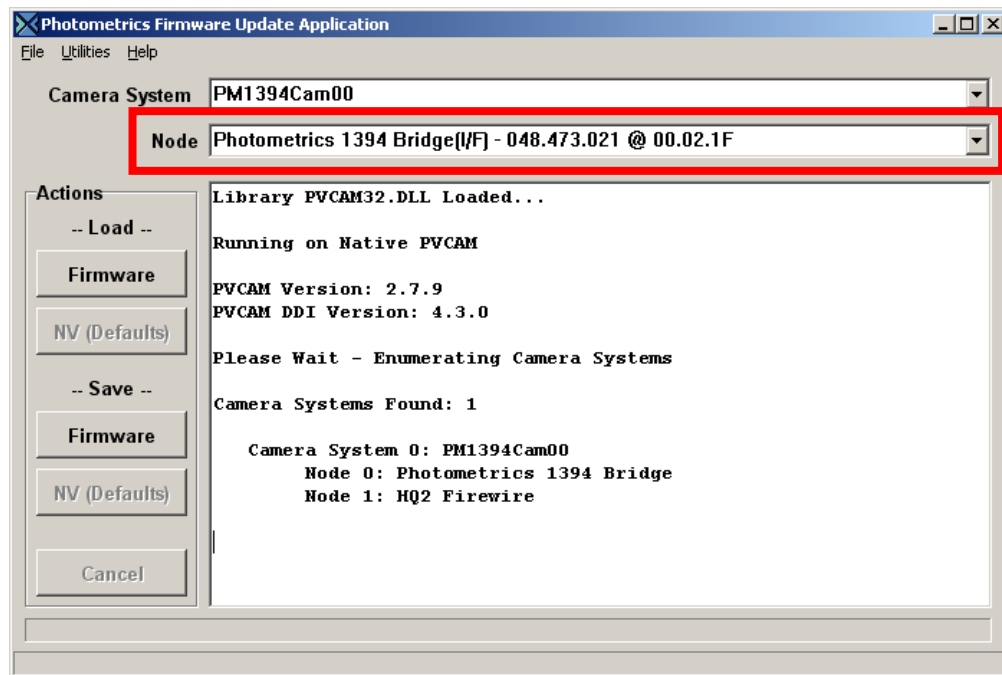 Photometrics Firmware Update Application
File Utilities Help
Camera System PM1394Cam00
Node Photometrics 1394 Bridge(I/F) - 048.473.021 @ 00.02.1F
Actions
-- Load --
Firmware
NV (Defaults)
-- Save --
Firmware
NV (Defaults)
Cancel
Library PVCAM32.DLL Loaded...
Running on Native PVCAM
PVCAM Version: 2.7.9
PVCAM DDI Version: 4.3.0
Please Wait - Enumerating Camera Systems
Camera Systems Found: 1
Camera System 0: PM1394Cam00
Node 0: Photometrics 1394 Bridge
Node 1: HQ2 Firewire